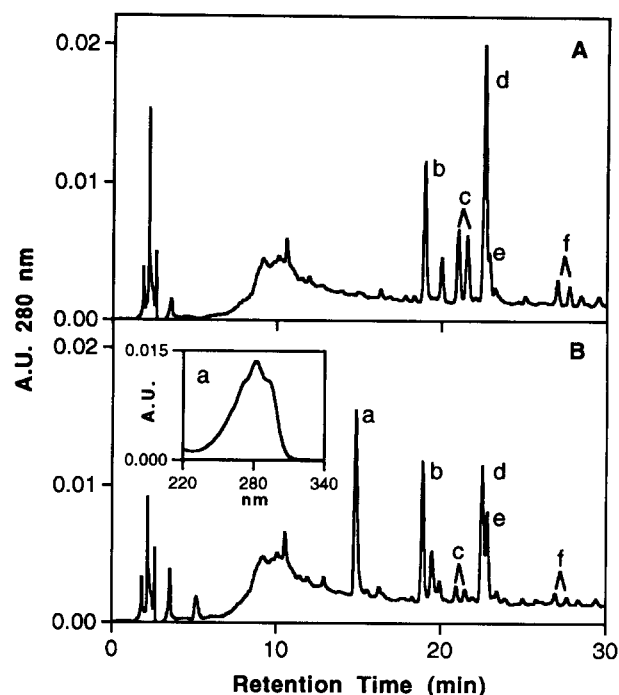 0.02
A
d
b
c
0.01
e
f
0.00
A.U. 280 nm
0.02
B
0.015
a
A.U.
0.000
220 280 340
nm
a
b
d
0.01
e
c
f
0.00
0 10 20 30
Retention Time (min)